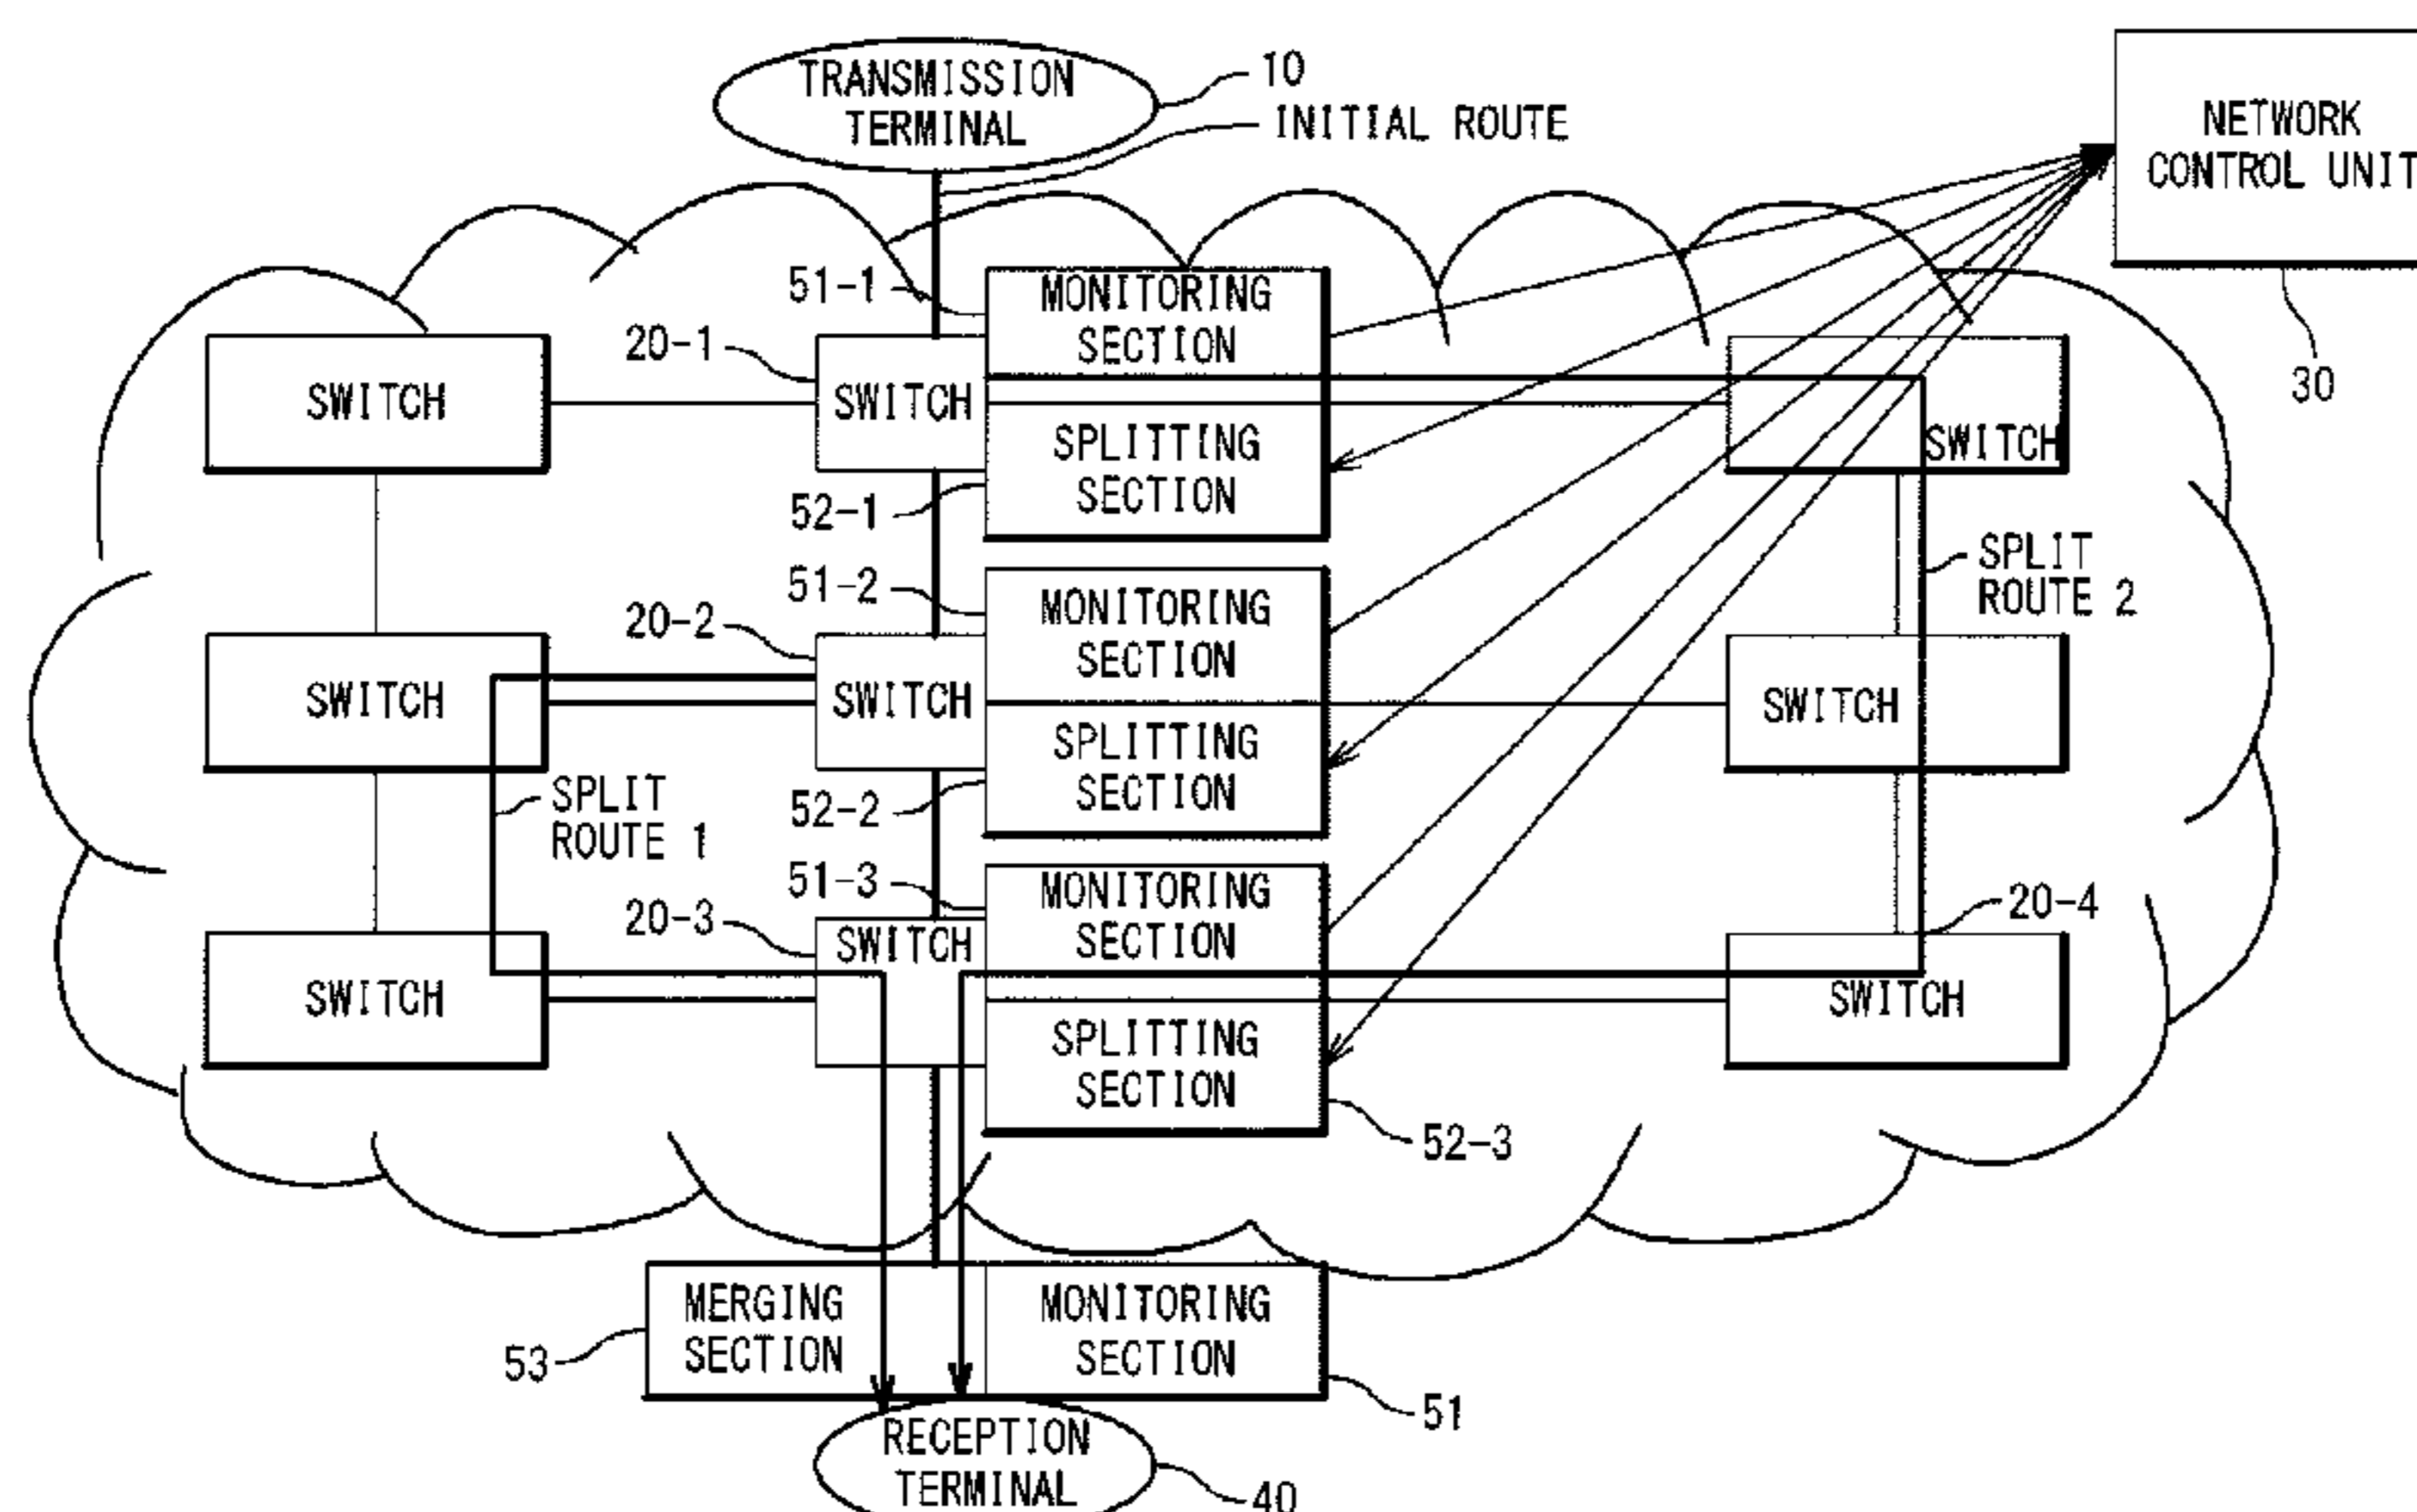 TRANSMISSION
TERMINAL
10
INITIAL ROUTE
NETWORK
CONTROL UNIT
30
51-1
MONITORING
SECTION
20-1
SWITCH
SWITCH
SWITCH
SPLITTING
SECTION
52-1
51-2
MONITORING
SECTION
SPLIT
ROUTE 2
20-2
SWITCH
SWITCH
SWITCH
SPLITTING
SECTION
52-2
SPLIT
ROUTE 1
51-3
MONITORING
SECTION
20-3
20-4
SWITCH
SWITCH
SWITCH
SPLITTING
SECTION
52-3
MERGING
SECTION
MONITORING
SECTION
53
51
RECEPTION
TERMINAL
40